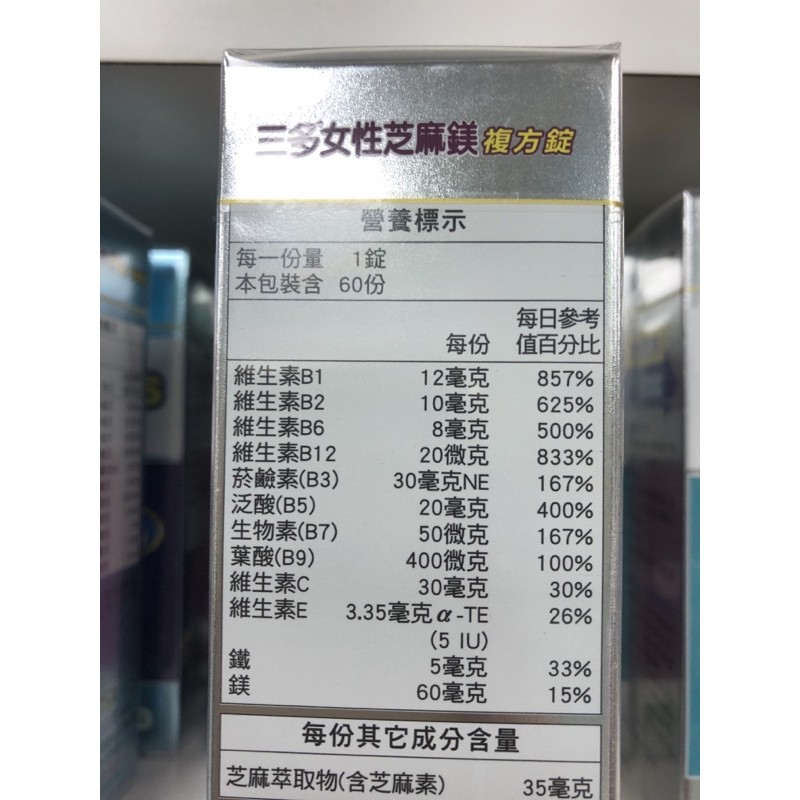 三多女性芝麻鎂複方錠
營養標示
每一份量 1錠
本包裝含 60份
每日參考
每份 值百分比
維生素B1 12毫克 857%
維生素B2 10毫克 625%
維生素B6 8毫克 500%
維生素B12 20微克 833%
菸鹼素(B3) 30毫克NE 167%
泛酸(B5) 20毫克 400%
生物素(B7) 50微克 167%
葉酸(B9) 400微克 100%
維生素C 30毫克 30%
維生素E 3.35毫克α-TE 26%
(5 IU)
鐵 5毫克 33%
鎂 60毫克 15%
每份其它成分含量
芝麻萃取物(含芝麻素) 35毫克